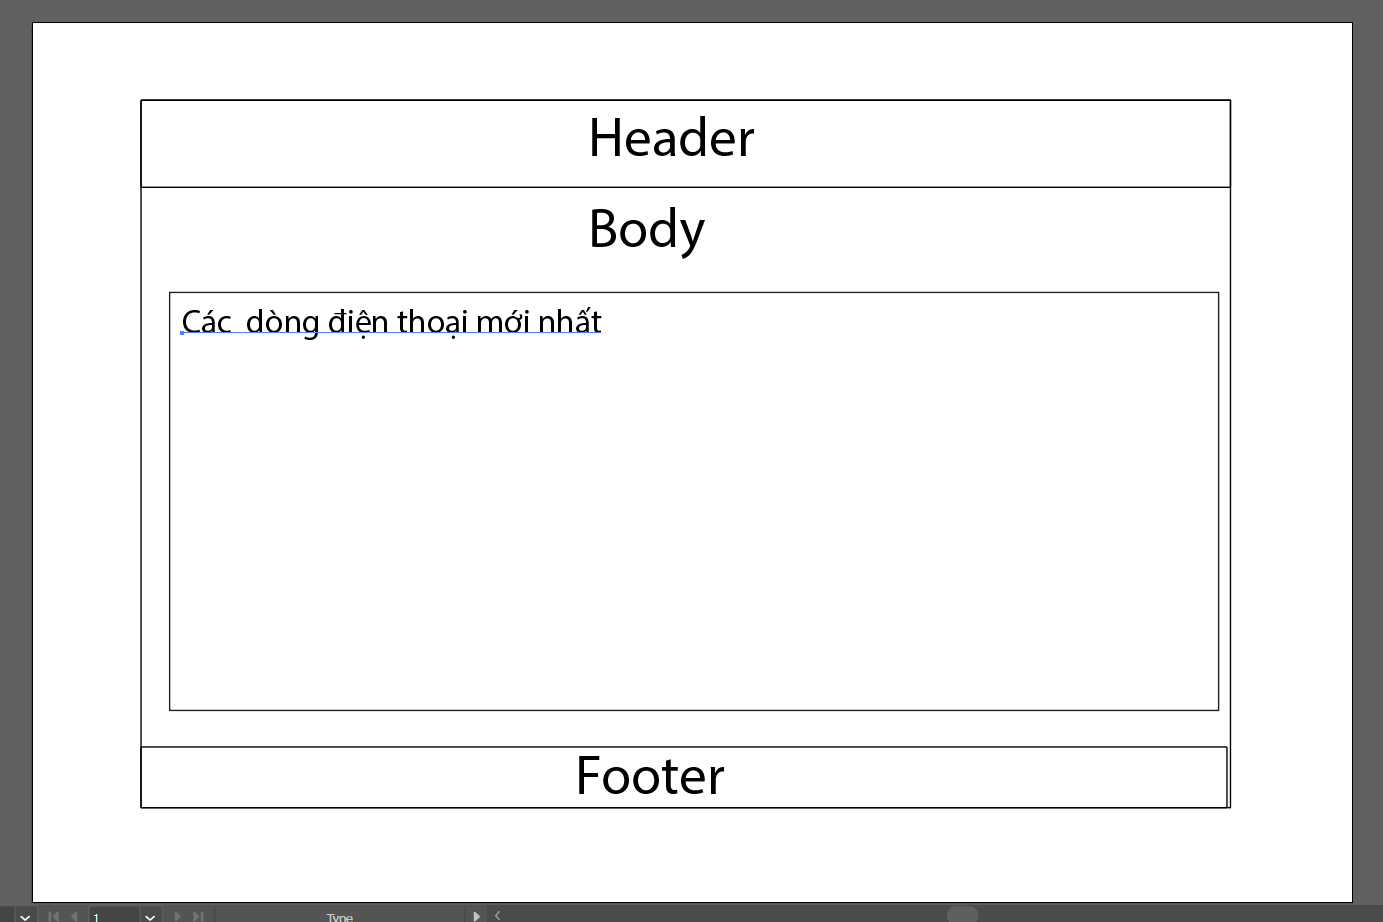 Header
Body
Các  dòng điện thoại mới nhất
Footer
1
Type